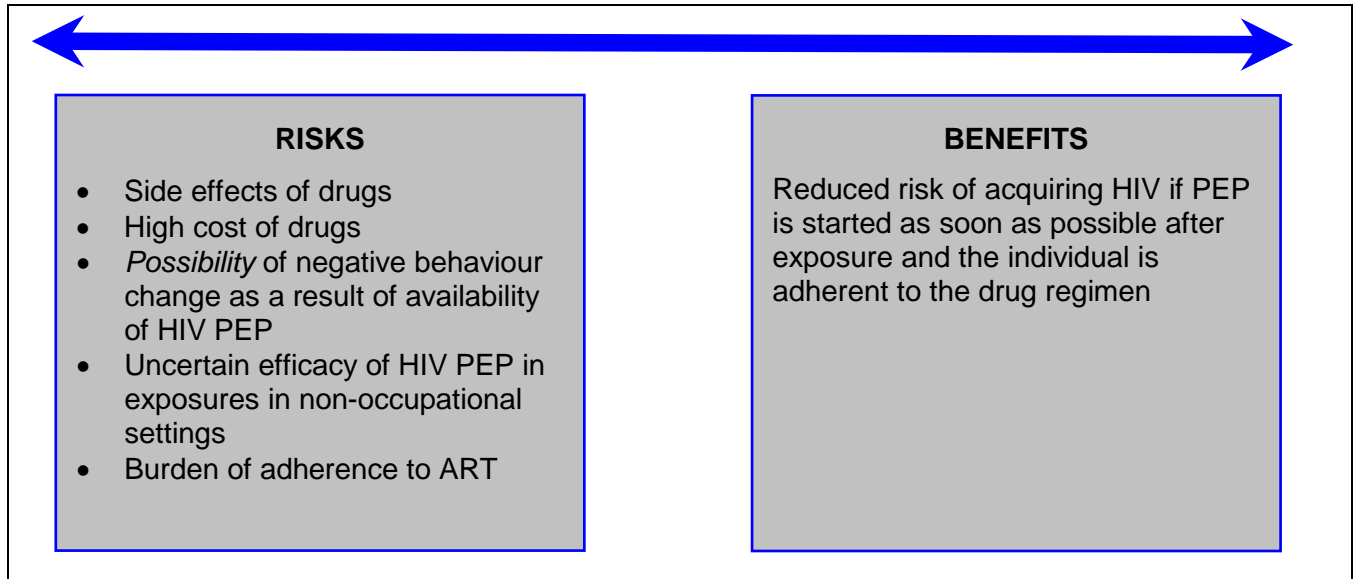 RISKS
• Side effects of drugs
• High cost of drugs
• Possibility of negative behaviour
change as a result of availability
of HIV PEP
• Uncertain efficacy of HIV PEP in
exposures in non-occupational
settings
• Burden of adherence to ART
BENEFITS
Reduced risk of acquiring HIV if PEP
is started as soon as possible after
exposure and the individual is
adherent to the drug regimen